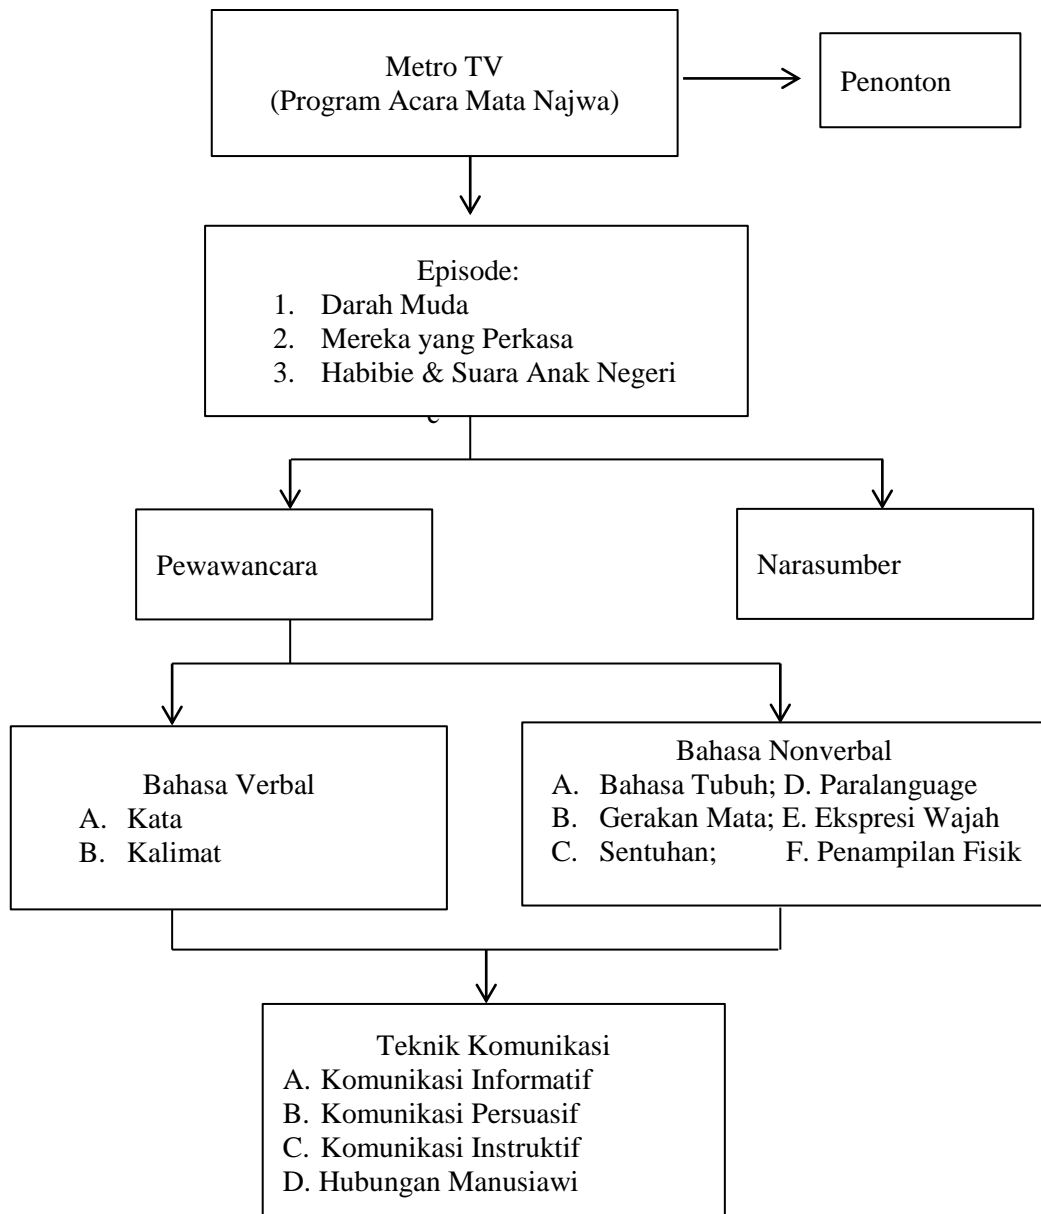 Metro TV
(Program Acara Mata Najwa)
Penonton
Episode:
1. Darah Muda
2. Mereka yang Perkasa
3. Habibie & Suara Anak Negeri
Pewawancara
Narasumber
Bahasa Verbal
A. Kata
B. Kalimat
Bahasa Nonverbal
A. Bahasa Tubuh; D. Paralanguage
B. Gerakan Mata; E. Ekspresi Wajah
C. Sentuhan; F. Penampilan Fisik
Teknik Komunikasi
A. Komunikasi Informatif
B. Komunikasi Persuasif
C. Komunikasi Instruktif
D. Hubungan Manusiawi